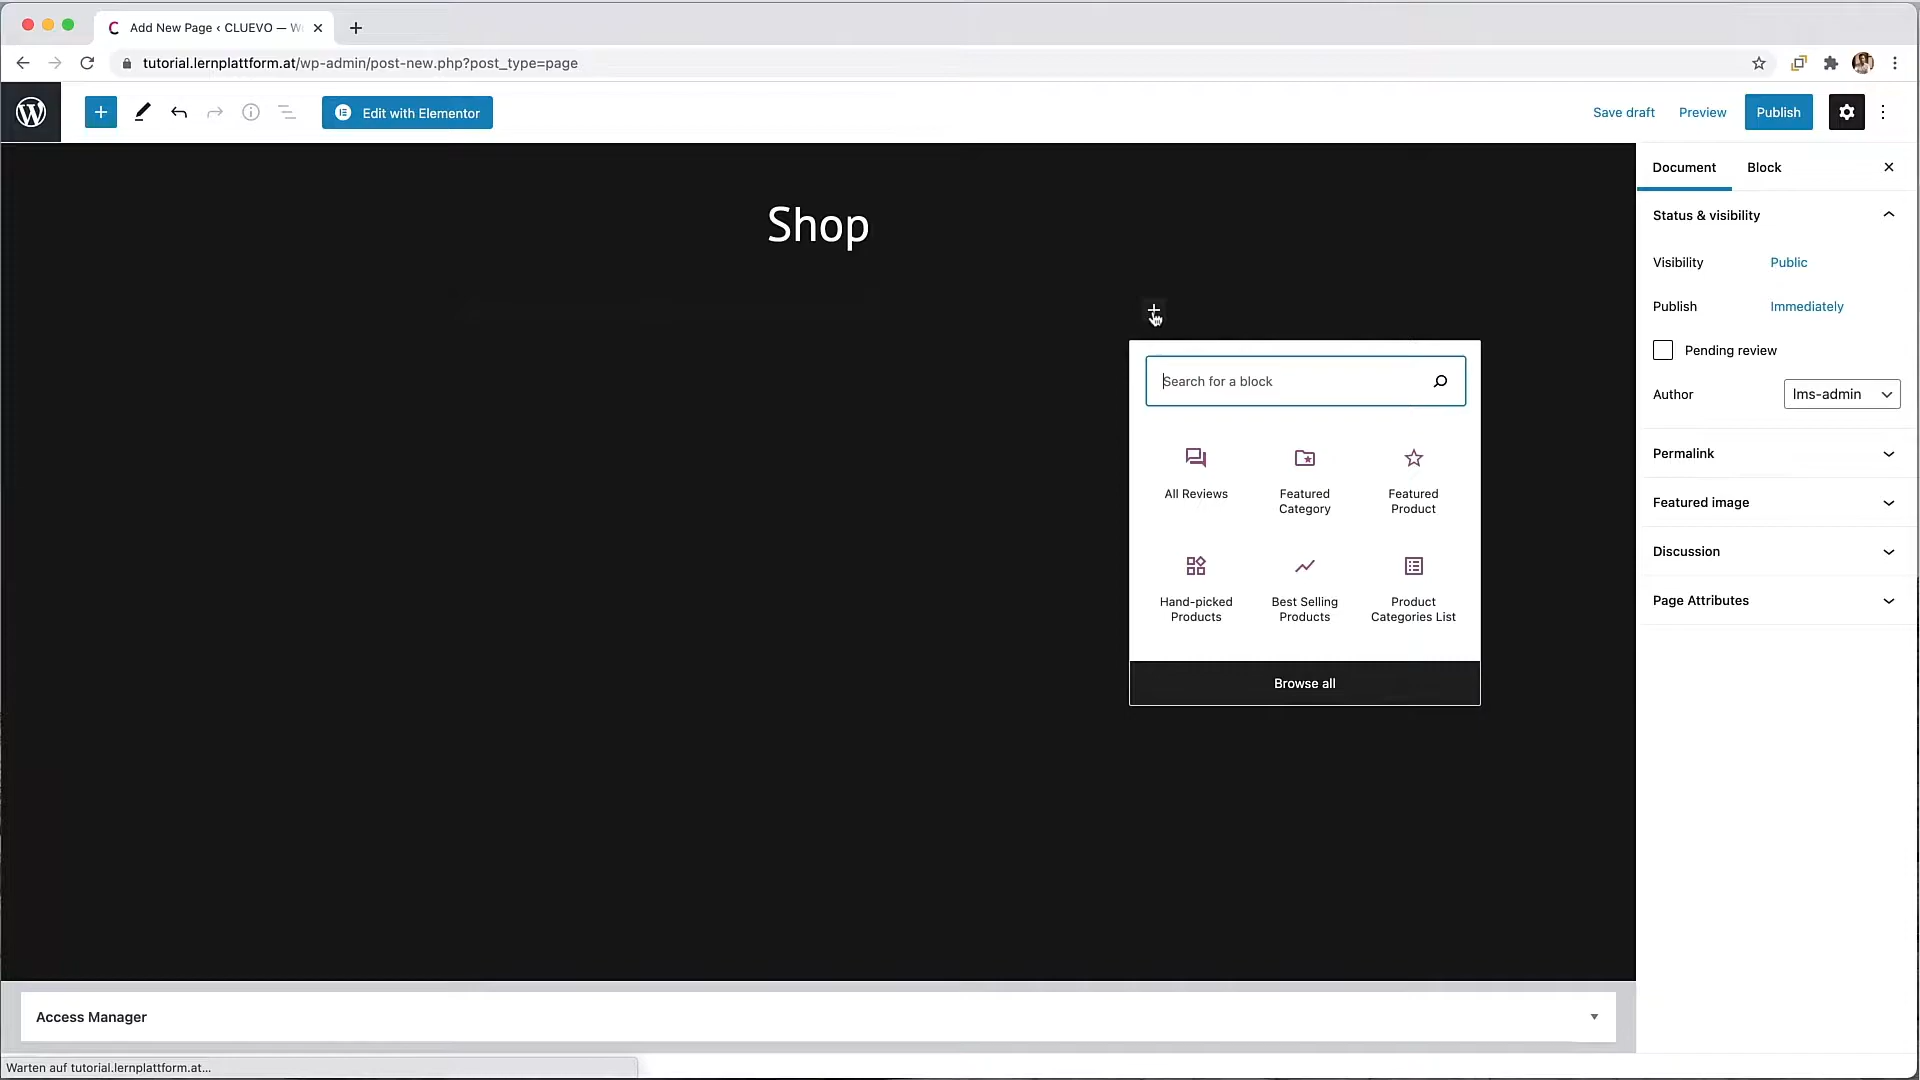 Add New Page ‹ CLUEVO — W
tutorial.lernplattform.at/wp-admin/post-new.php?post_type=page
Edit with Elementor
Save draft
Preview
Publish
Shop
Document
Block
Status & visibility
Visibility
Public
Publish
Immediately
Pending review
Author
lms-admin
Permalink
Featured image
Discussion
Page Attributes
Search for a block
All Reviews
Featured
Category
Featured
Product
Hand-picked
Products
Best Selling
Products
Product
Categories List
Browse all
Access Manager
Warten auf tutorial.lernplattform.at...